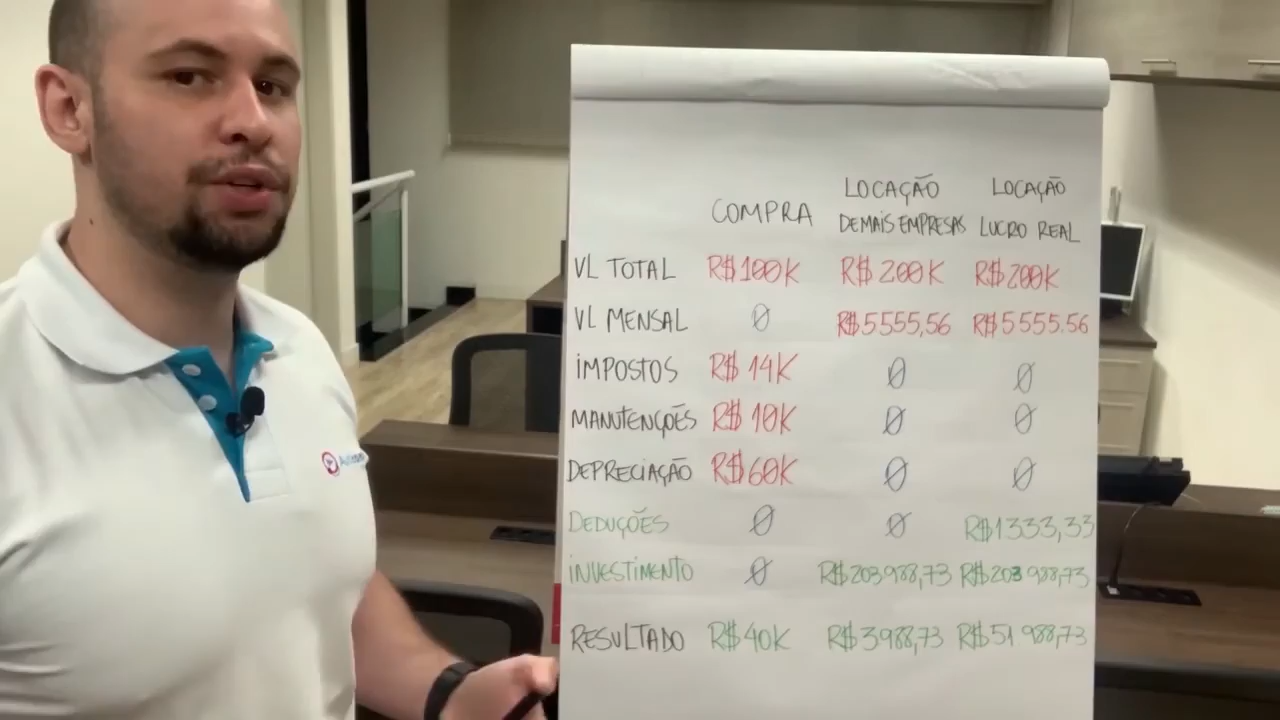 COMPRA LOCAÇÃO DEMAIS EMPRESAS LOCAÇÃO LUCRO REAL
VL TOTAL R$100K R$200K R$200K
VL MENSAL 0 R$5555,56 R$5555.56
IMPOSTOS R$14K 0 0
MANUTENÇÕES R$10K 0 0
DEPRECIAÇÃO R$60K 0 0
DEDUÇÕES 0 0 R$1333,33
INVESTIMENTO 0 R$203988,73 R$203988,73
RESULTADO R$40K R$3988,73 R$51988,73